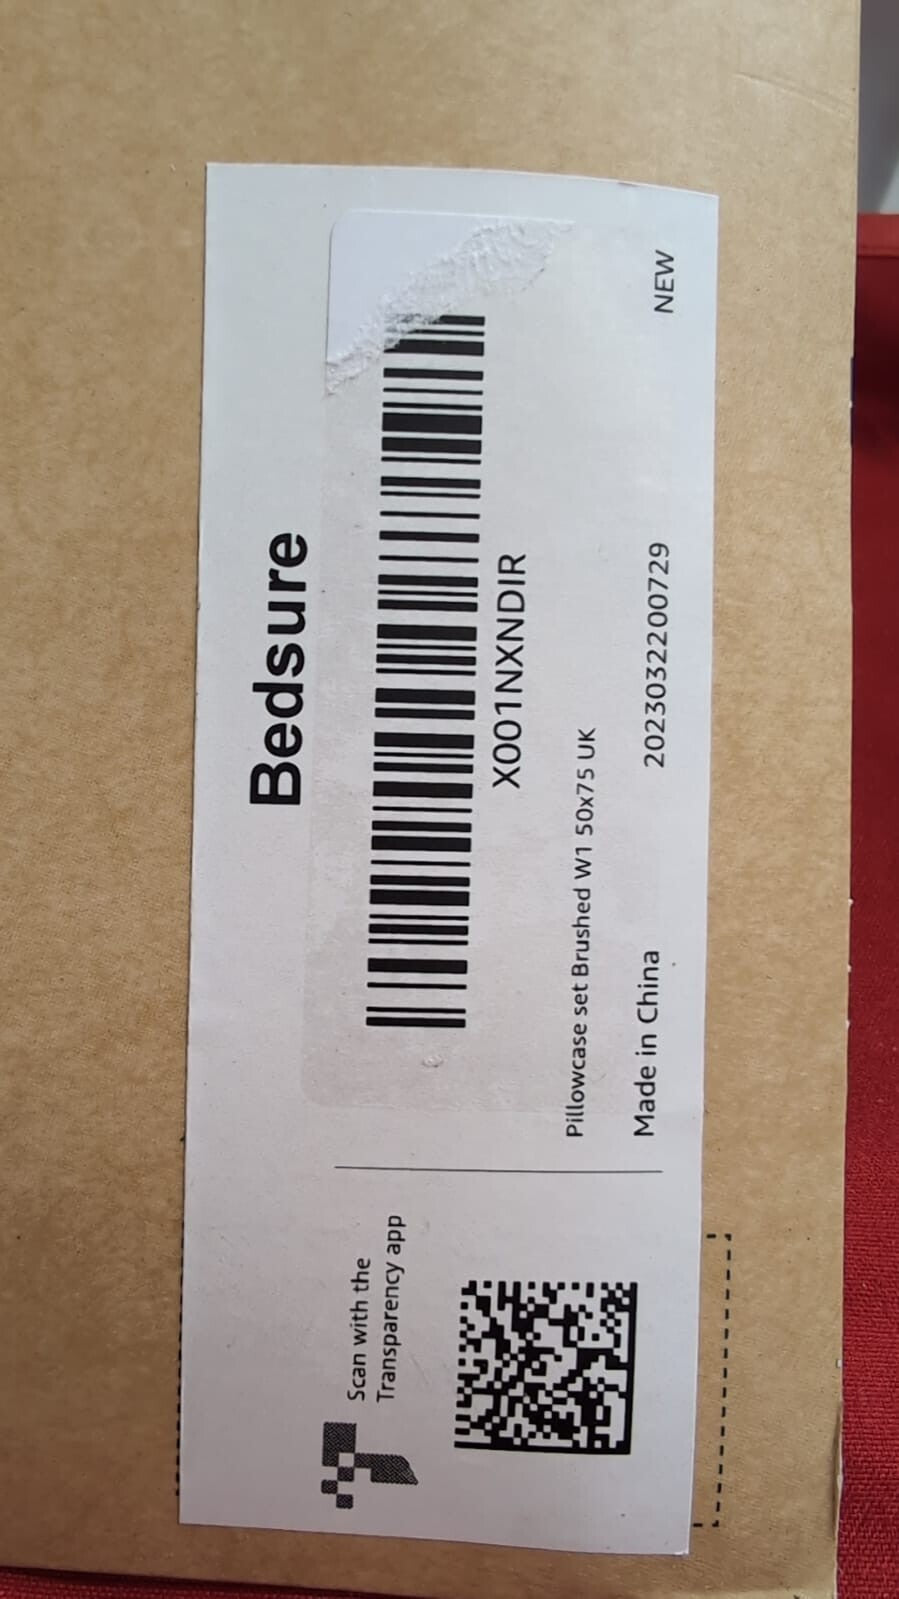 Bedsure
X001NXNDIR
Pillowcase set Brushed W1 50x75 UK
Made in China 2023032200729 NEW
Scan with the
Transparency app